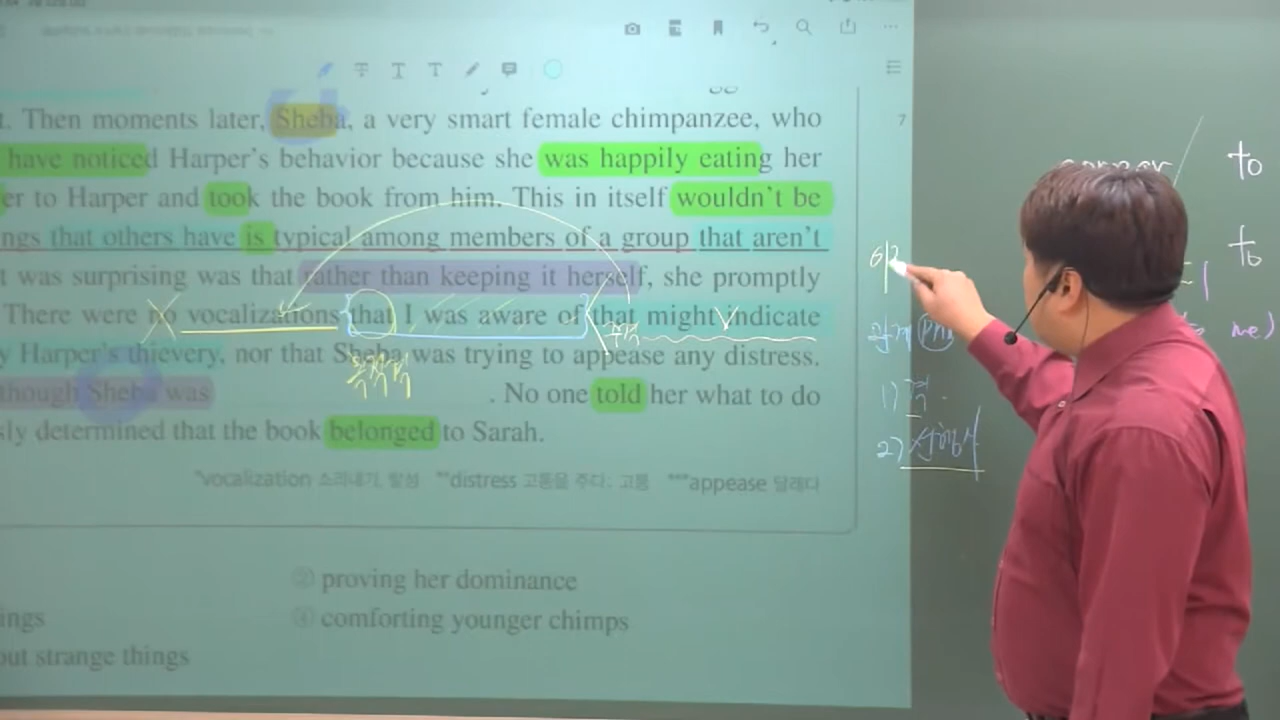 t. Then moments later, Sheba, a very smart female chimpanzee, who
7
have noticed Harper's behavior because she was happily eating her
er to Harper and took the book from him. This in itself wouldn't be
ngs that others have is typical among members of a group that aren't
t was surprising was that rather than keeping it herself, she promptly
There were no vocalizations that I was aware of that might indicate
y Harper's thievery, nor that Sheba was trying to appease any distress.
though Sheba was . No one told her what to do
sly determined that the book belonged to Sarah.
*vocalization 소리내기, 발성 **distress 고통을 주다; 고통 ***appease 달래다
② proving her dominance
ings ④ comforting younger chimps
out strange things
목적격
주격
1) 격
2) 선행사
to
to
me)